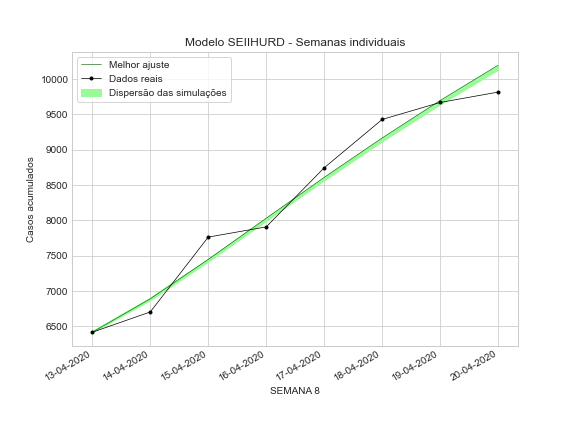 Modelo SEIIHURD - Semanas individuais
Melhor ajuste
Dados reais
Dispersão das simulações
Casos acumulados
10000
9500
9000
8500
8000
7500
7000
6500
13-04-2020
14-04-2020
15-04-2020
16-04-2020
17-04-2020
18-04-2020
19-04-2020
20-04-2020
SEMANA 8